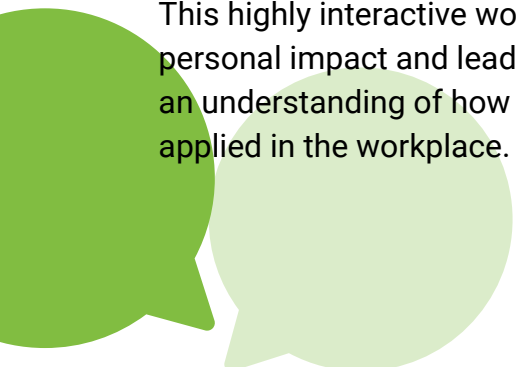 This highly interactive wo
personal impact and lead
an understanding of how
applied in the workplace.